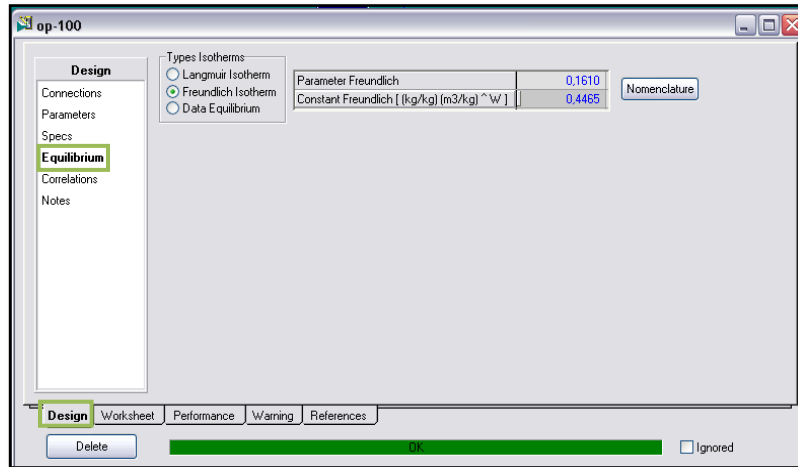 op-100
Design
Connections
Parameters
Specs
Equilibrium
Correlations
Notes
Types Isotherms
Langmuir Isotherm
Freundlich Isotherm
Data Equilibrium
Parameter Freundlich 0,1610
Constant Freundlich [ (kg/kg) (m3/kg) ^ W ] 0,4465
Nomenclature
Design Worksheet Performance Warning References
Delete OK Ignored